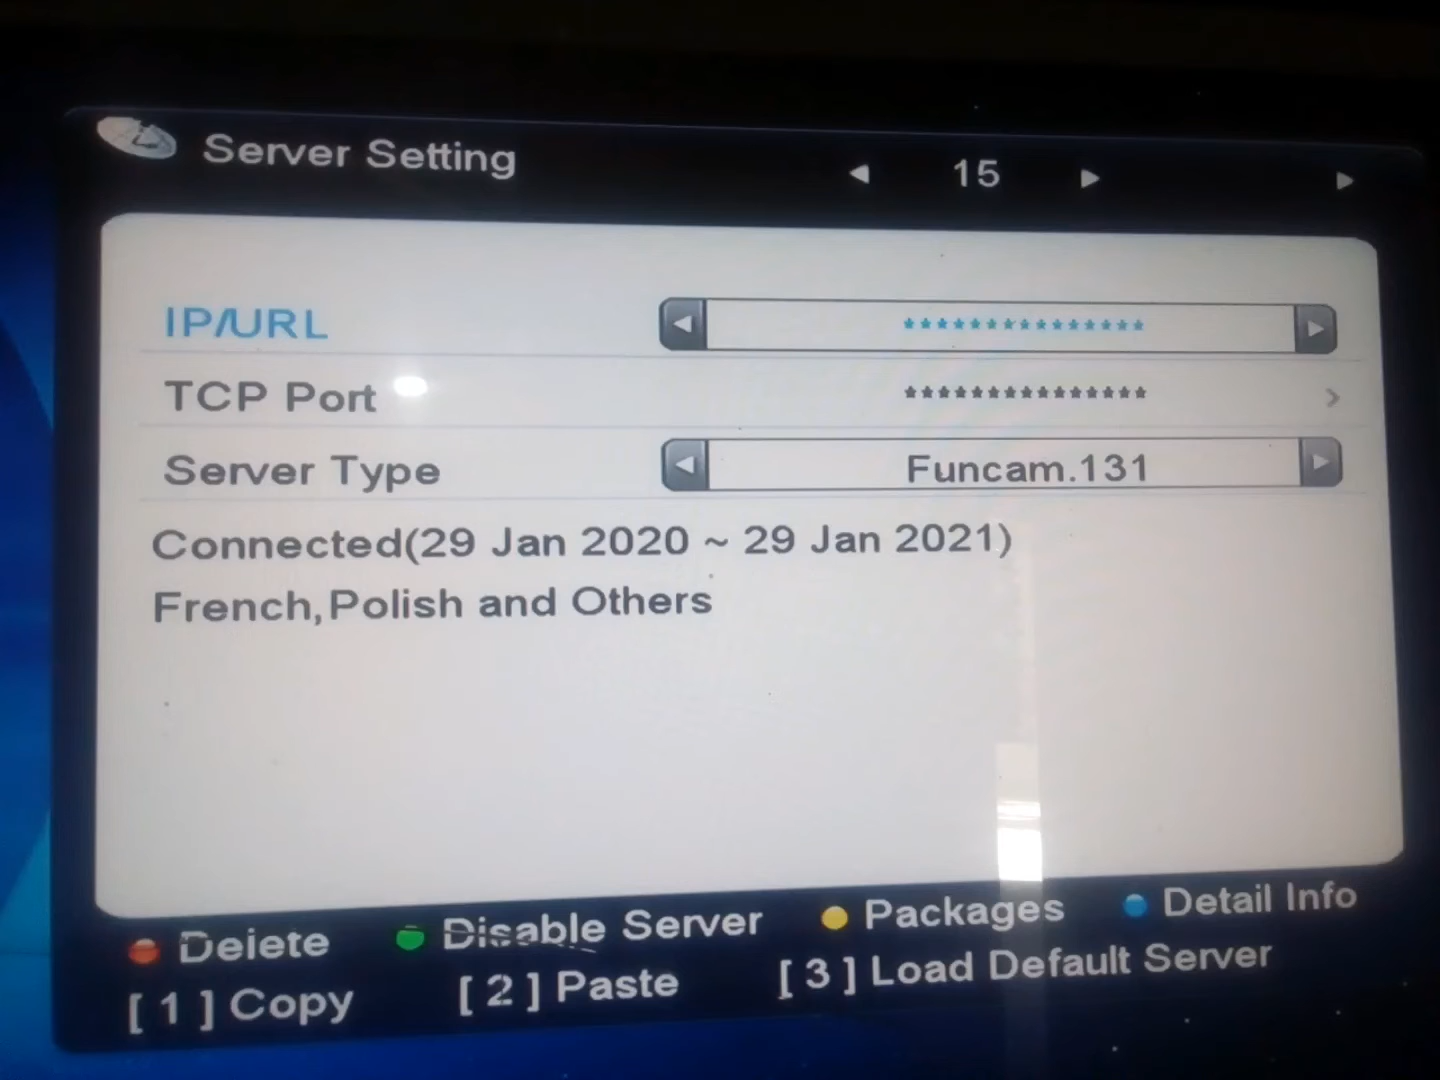 Server Setting ◀ 15 ▶ ▶
IP/URL ***************
TCP Port ***************
Server Type Funcam.131
Connected(29 Jan 2020 ~ 29 Jan 2021)
French,Polish and Others
Delete Disable Server Packages Detail Info
[ 1 ] Copy [ 2 ] Paste [ 3 ] Load Default Server